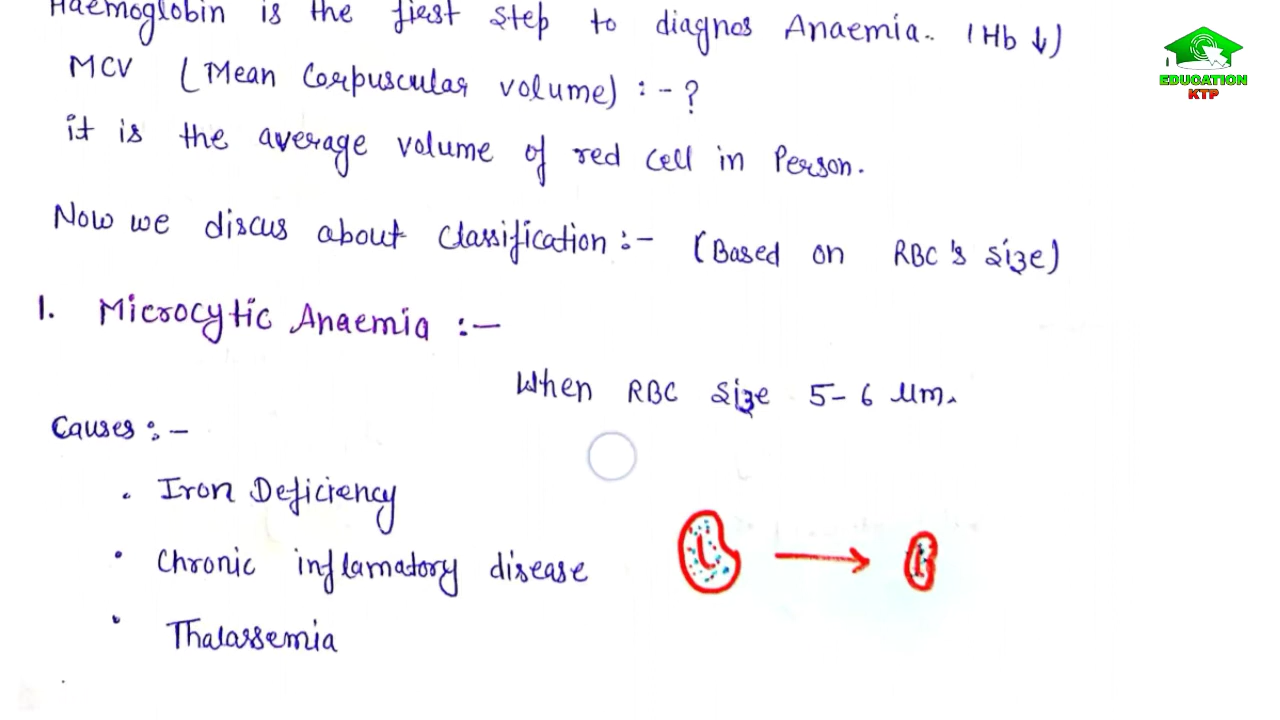 Haemoglobin is the fiest step to diagnos Anaemia.. (Hb ↓)
EDUCATION
KTP
MCV (Mean Corpuscular volume) :- ?
it is the average volume of red cell in Person.
Now we discus about classification :- (Based on RBC's size)
1. Microcytic Anaemia :-
When RBC size 5-6 μm.
Causes :-
• Iron Deficiency
• Chronic inflamatory disease
• Thalassemia